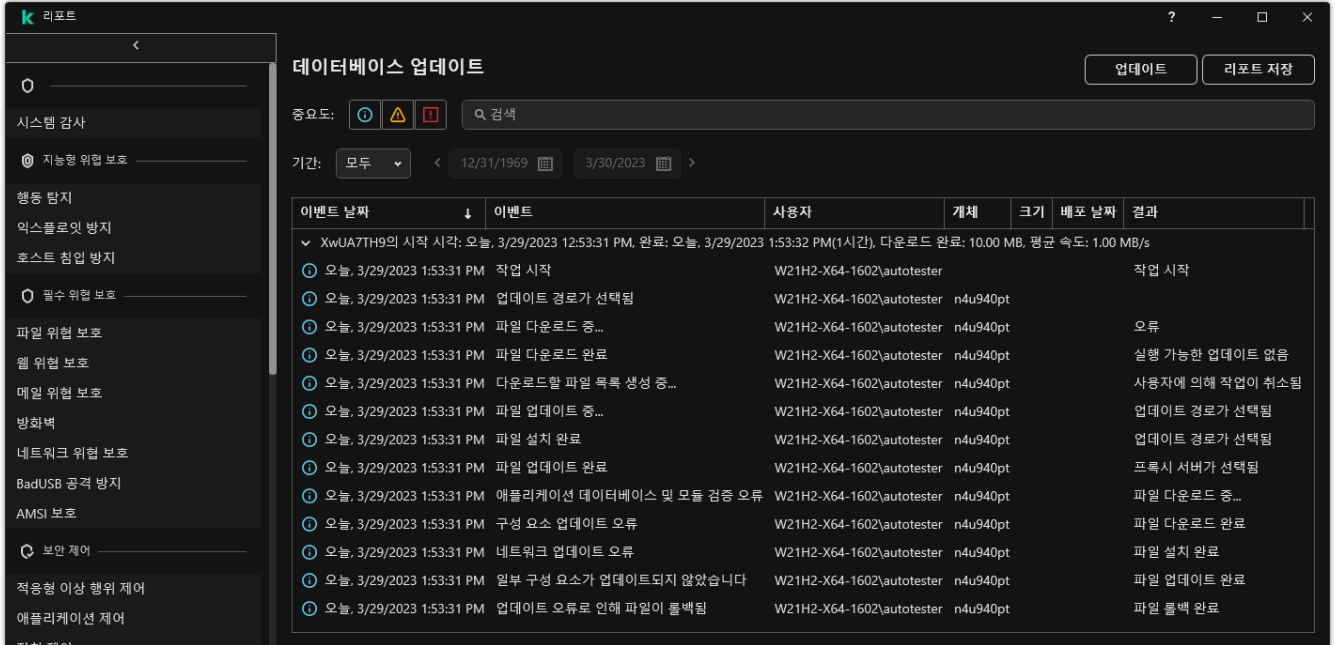 리포트
?
데이터베이스 업데이트
업데이트
리포트 저장
중요도:
검색
기간:
모두
12/31/1969
3/30/2023
시스템 감사
지능형 위협 보호
행동 탐지
익스플로잇 방지
호스트 침입 방지
필수 위협 보호
파일 위협 보호
웹 위협 보호
메일 위협 보호
방화벽
네트워크 위협 보호
BadUSB 공격 방지
AMSI 보호
보안 제어
적응형 이상 행위 제어
애플리케이션 제어
이벤트 날짜 ↓ 이벤트 사용자 개체 크기 배포 날짜 결과
XwUA7TH9의 시작 시각: 오늘, 3/29/2023 12:53:31 PM, 완료: 오늘, 3/29/2023 1:53:32 PM(1시간), 다운로드 완료: 10.00 MB, 평균 속도: 1.00 MB/s
오늘, 3/29/2023 1:53:31 PM 작업 시작 W21H2-X64-1602\autotester 작업 시작
오늘, 3/29/2023 1:53:31 PM 업데이트 경로가 선택됨 W21H2-X64-1602\autotester n4u940pt
오늘, 3/29/2023 1:53:31 PM 파일 다운로드 중... W21H2-X64-1602\autotester n4u940pt 오류
오늘, 3/29/2023 1:53:31 PM 파일 다운로드 완료 W21H2-X64-1602\autotester n4u940pt 실행 가능한 업데이트 없음
오늘, 3/29/2023 1:53:31 PM 다운로드할 파일 목록 생성 중... W21H2-X64-1602\autotester n4u940pt 사용자에 의해 작업이 취소됨
오늘, 3/29/2023 1:53:31 PM 파일 업데이트 중... W21H2-X64-1602\autotester n4u940pt 업데이트 경로가 선택됨
오늘, 3/29/2023 1:53:31 PM 파일 설치 완료 W21H2-X64-1602\autotester n4u940pt 업데이트 경로가 선택됨
오늘, 3/29/2023 1:53:31 PM 파일 업데이트 완료 W21H2-X64-1602\autotester n4u940pt 프록시 서버가 선택됨
오늘, 3/29/2023 1:53:31 PM 애플리케이션 데이터베이스 및 모듈 검증 오류 W21H2-X64-1602\autotester n4u940pt 파일 다운로드 중...
오늘, 3/29/2023 1:53:31 PM 구성 요소 업데이트 오류 W21H2-X64-1602\autotester n4u940pt 파일 다운로드 완료
오늘, 3/29/2023 1:53:31 PM 네트워크 업데이트 오류 W21H2-X64-1602\autotester n4u940pt 파일 설치 완료
오늘, 3/29/2023 1:53:31 PM 일부 구성 요소가 업데이트되지 않았습니다 W21H2-X64-1602\autotester n4u940pt 파일 업데이트 완료
오늘, 3/29/2023 1:53:31 PM 업데이트 오류로 인해 파일이 롤백됨 W21H2-X64-1602\autotester n4u940pt 파일 롤백 완료